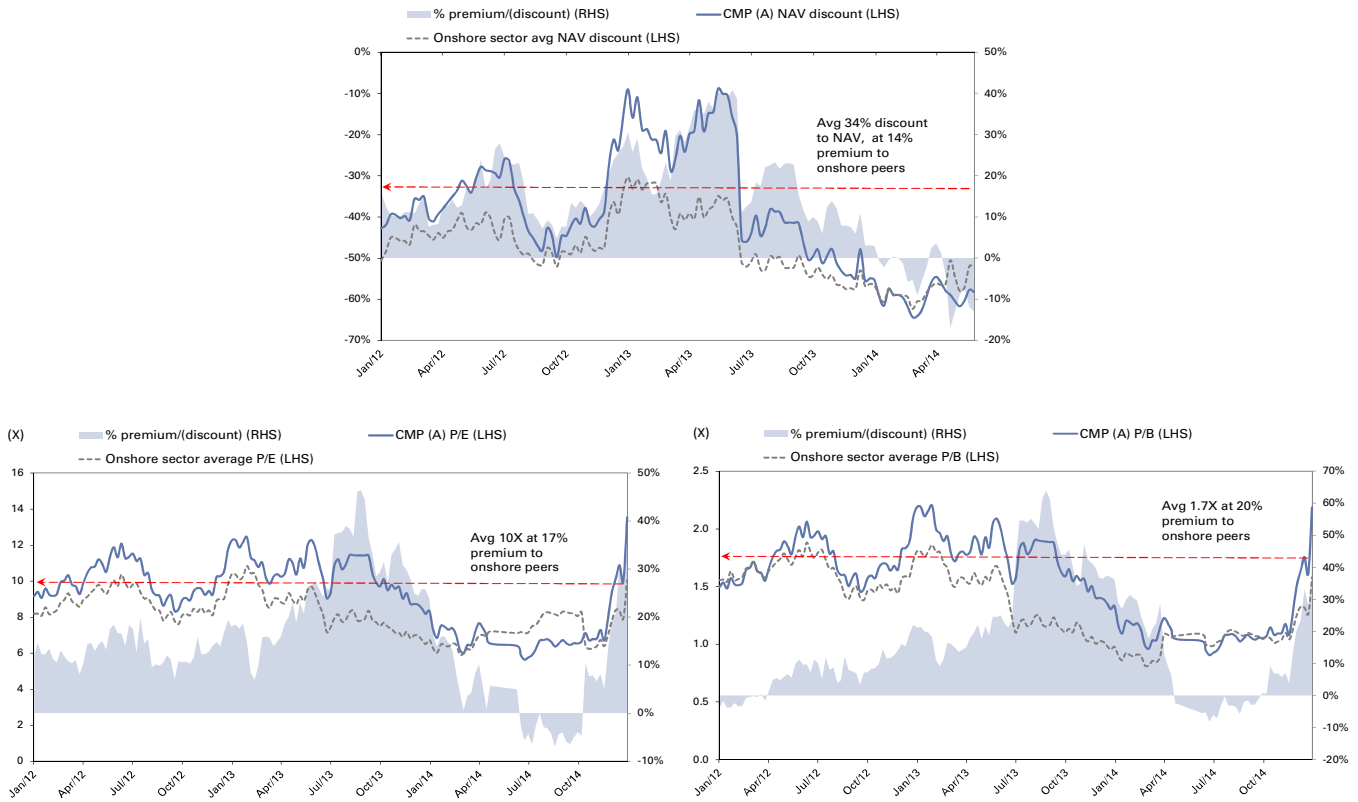 % premium/(discount) (RHS)
CMP (A) NAV discount (LHS)
Onshore sector avg NAV discount (LHS)
0%
-10%
-20%
-30%
-40%
-50%
-60%
-70%
50%
40%
30%
20%
10%
0%
-10%
-20%
Avg 34% discount
to NAV, at 14%
premium to
onshore peers
Jan/12
Apr/12
Jul/12
Oct/12
Jan/13
Apr/13
Jul/13
Oct/13
Jan/14
Apr/14
(X)
% premium/(discount) (RHS)
CMP (A) P/E (LHS)
Onshore sector average P/E (LHS)
16
14
12
10
8
6
4
2
0
50%
40%
30%
20%
10%
0%
-10%
Avg 10X at 17%
premium to
onshore peers
Jan/12
Apr/12
Jul/12
Oct/12
Jan/13
Apr/13
Jul/13
Oct/13
Jan/14
Apr/14
Jul/14
Oct/14
(X)
% premium/(discount) (RHS)
CMP (A) P/B (LHS)
Onshore sector average P/B (LHS)
2.5
2.0
1.5
1.0
0.5
0.0
70%
60%
50%
40%
30%
20%
10%
0%
-10%
-20%
Avg 1.7X at 20%
premium to
onshore peers
Jan/12
Apr/12
Jul/12
Oct/12
Jan/13
Apr/13
Jul/13
Oct/13
Jan/14
Apr/14
Jul/14
Oct/14